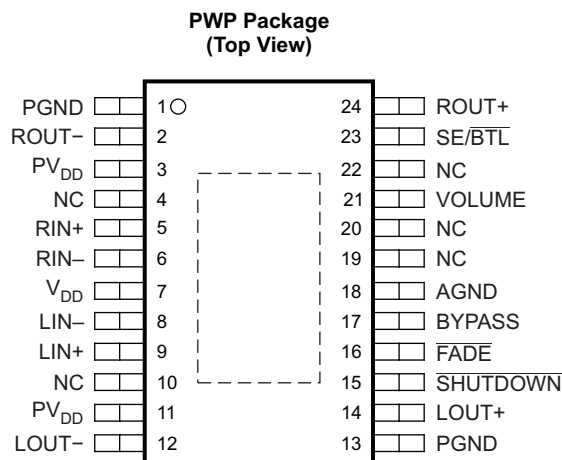 PWP Package
(Top View)
PGND 1 24 ROUT+
ROUT− 2 23 SE/BTL
PVDD 3 22 NC
NC 4 21 VOLUME
RIN+ 5 20 NC
RIN– 6 19 NC
VDD 7 18 AGND
LIN– 8 17 BYPASS
LIN+ 9 16 FADE
NC 10 15 SHUTDOWN
PVDD 11 14 LOUT+
LOUT− 12 13 PGND